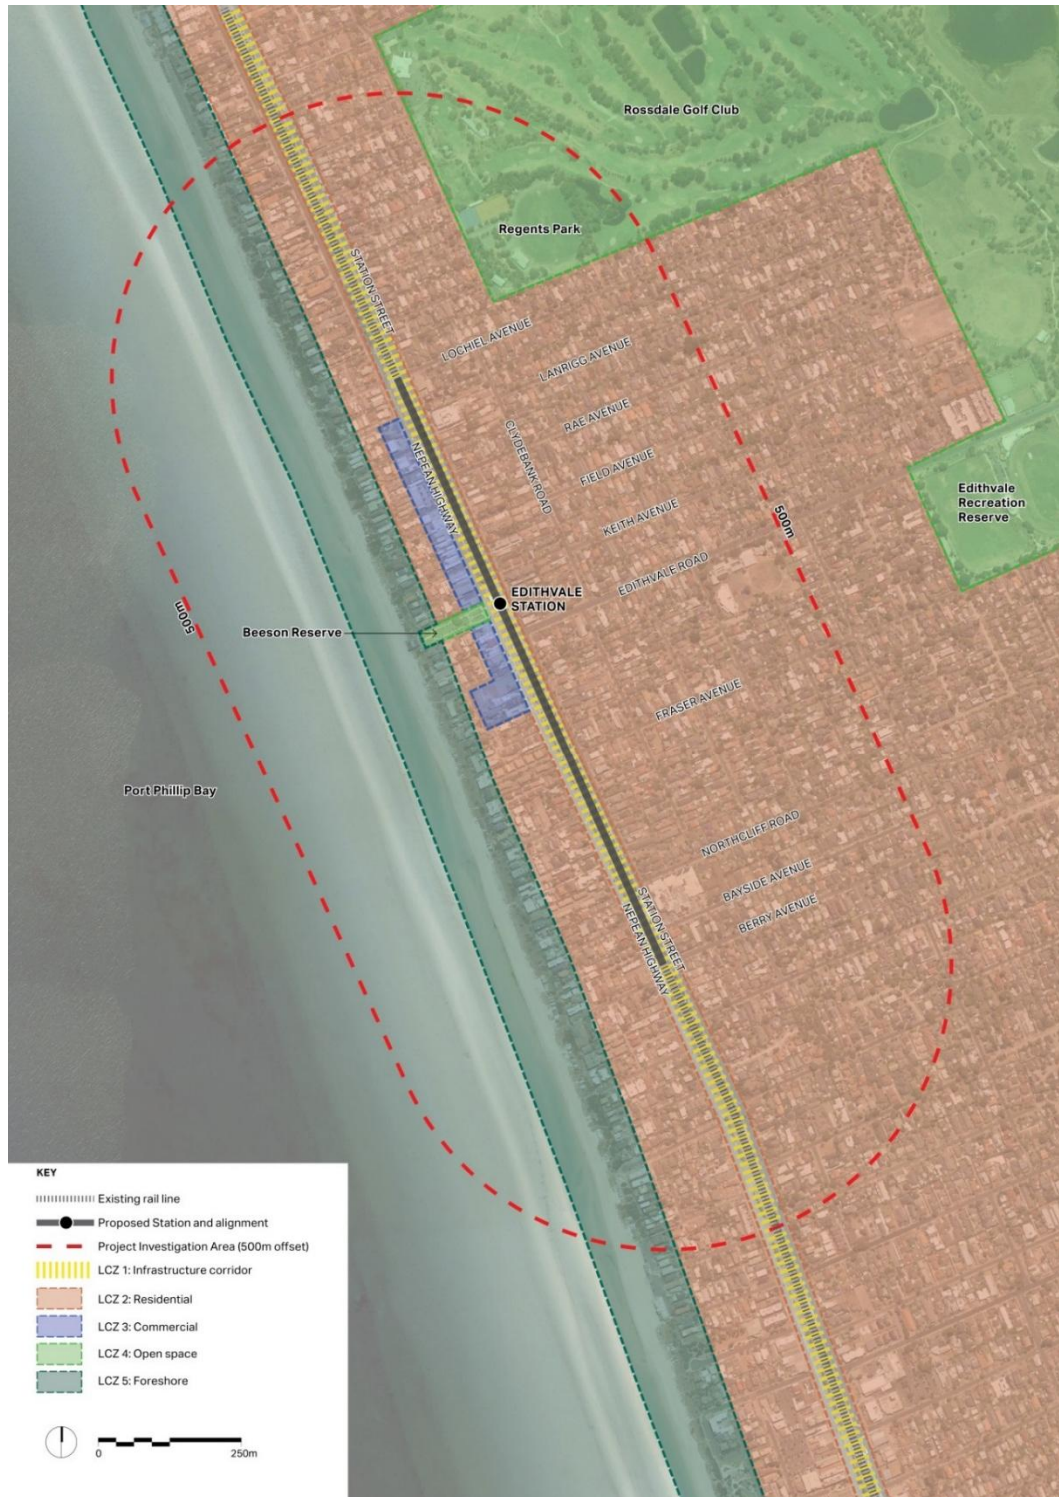 Rossdale Golf Club
Regents Park
STATION STREET
LOCHIEL AVENUE
LANRIGG AVENUE
RAE AVENUE
CLYDEBANK ROAD
FIELD AVENUE
NEPEAN HIGHWAY
KEITH AVENUE
Edithvale
Recreation
Reserve
500m
EDITHVALE ROAD
EDITHVALE
STATION
500m
Beeson Reserve
FRASER AVENUE
Port Phillip Bay
NORTHCLIFF ROAD
BAYSIDE AVENUE
BERRY AVENUE
STATION STREET
NEPEAN HIGHWAY
KEY
Existing rail line
Proposed Station and alignment
Project Investigation Area (500m offset)
LCZ 1: Infrastructure corridor
LCZ 2: Residential
LCZ 3: Commercial
LCZ 4: Open space
LCZ 5: Foreshore
0 250m